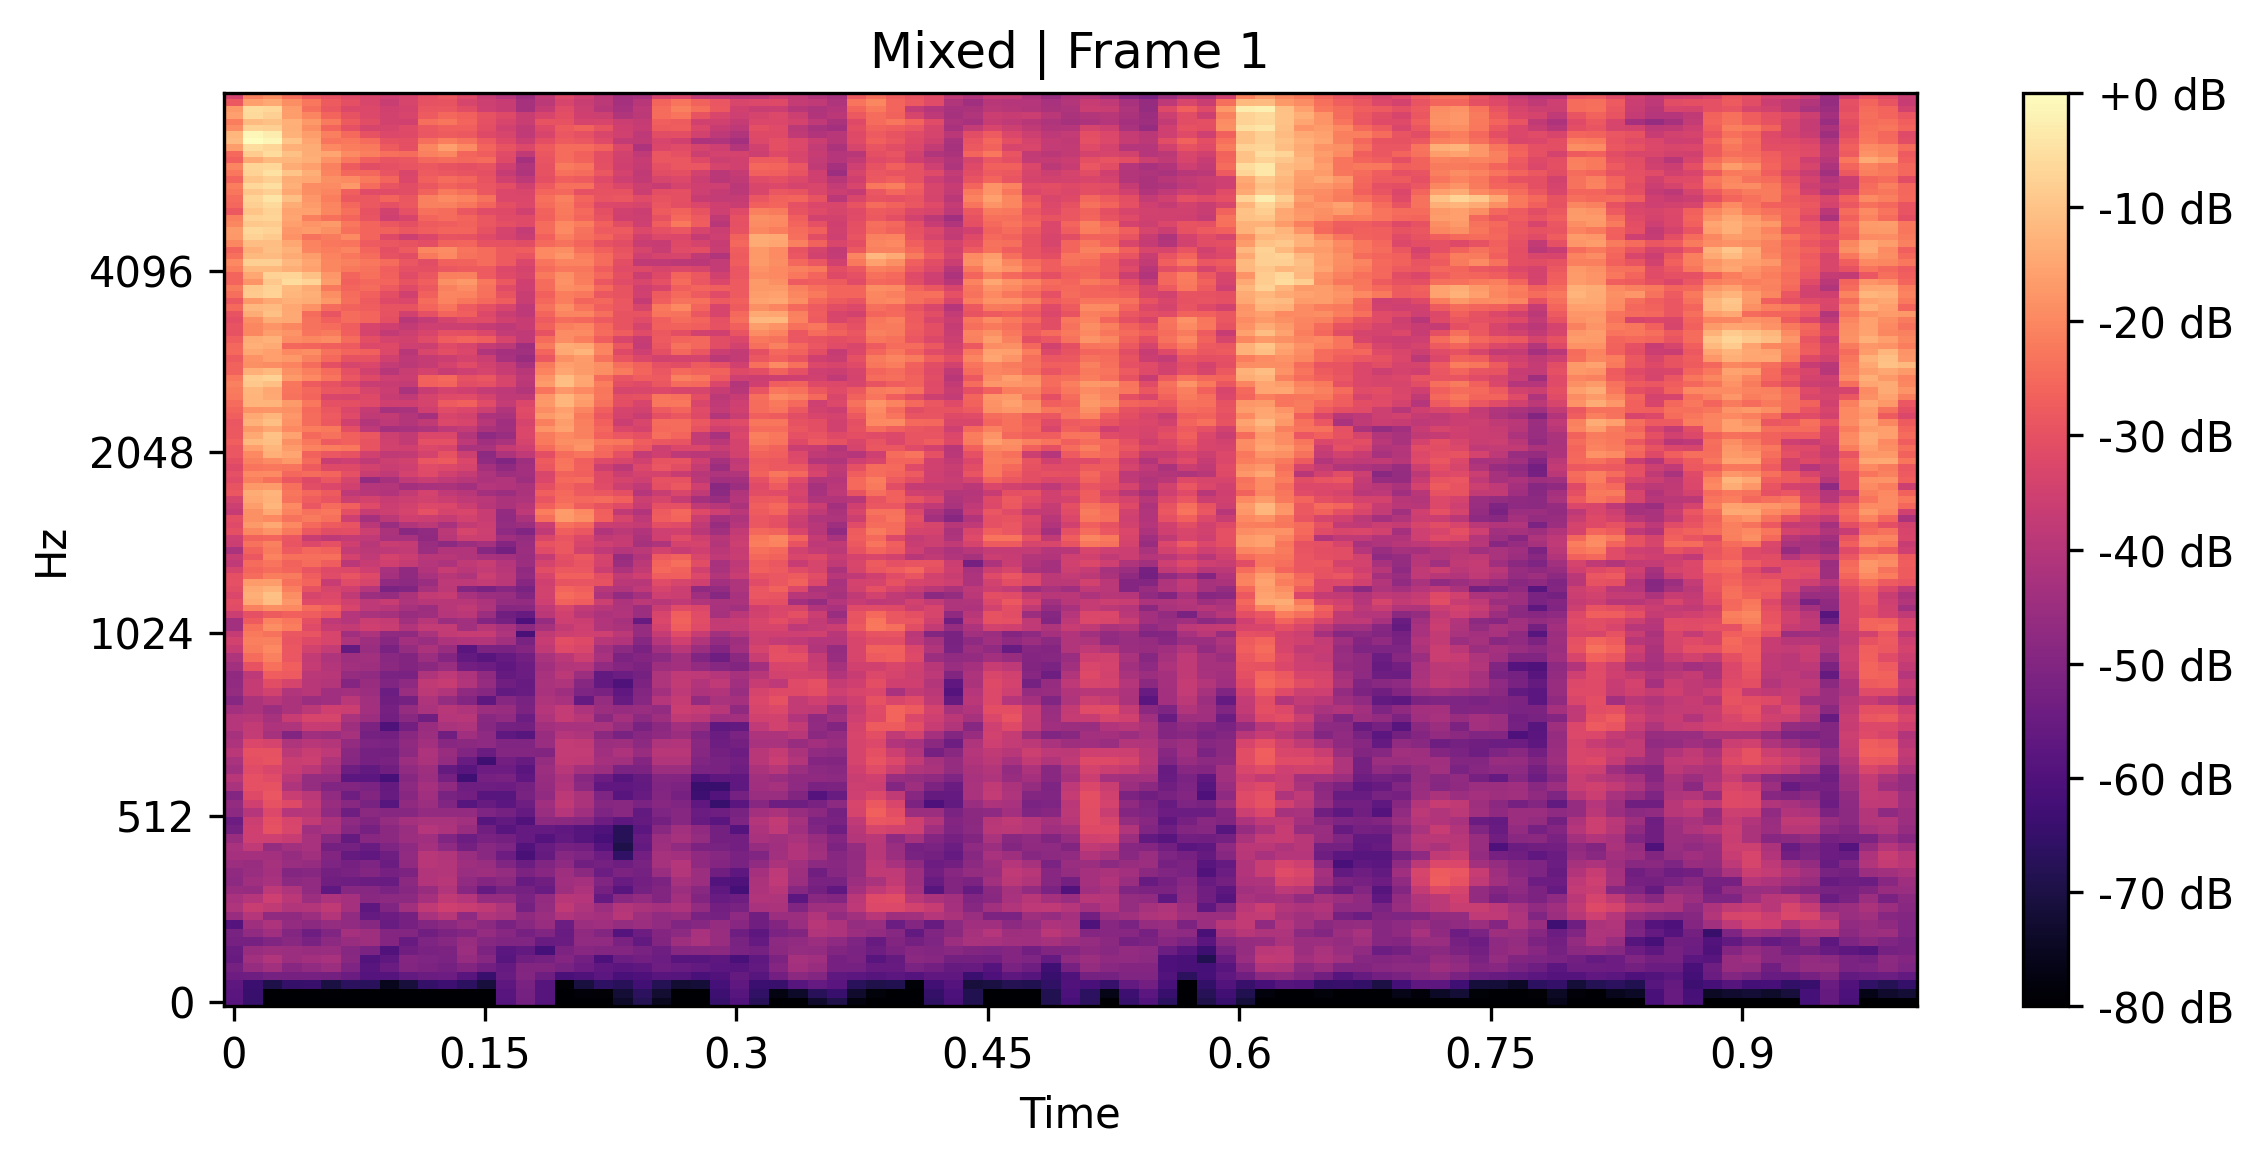 Mixed | Frame 1
+0 dB
-10 dB
-20 dB
-30 dB
-40 dB
-50 dB
-60 dB
-70 dB
-80 dB
Hz
4096
2048
1024
512
0
0 0.15 0.3 0.45 0.6 0.75 0.9
Time